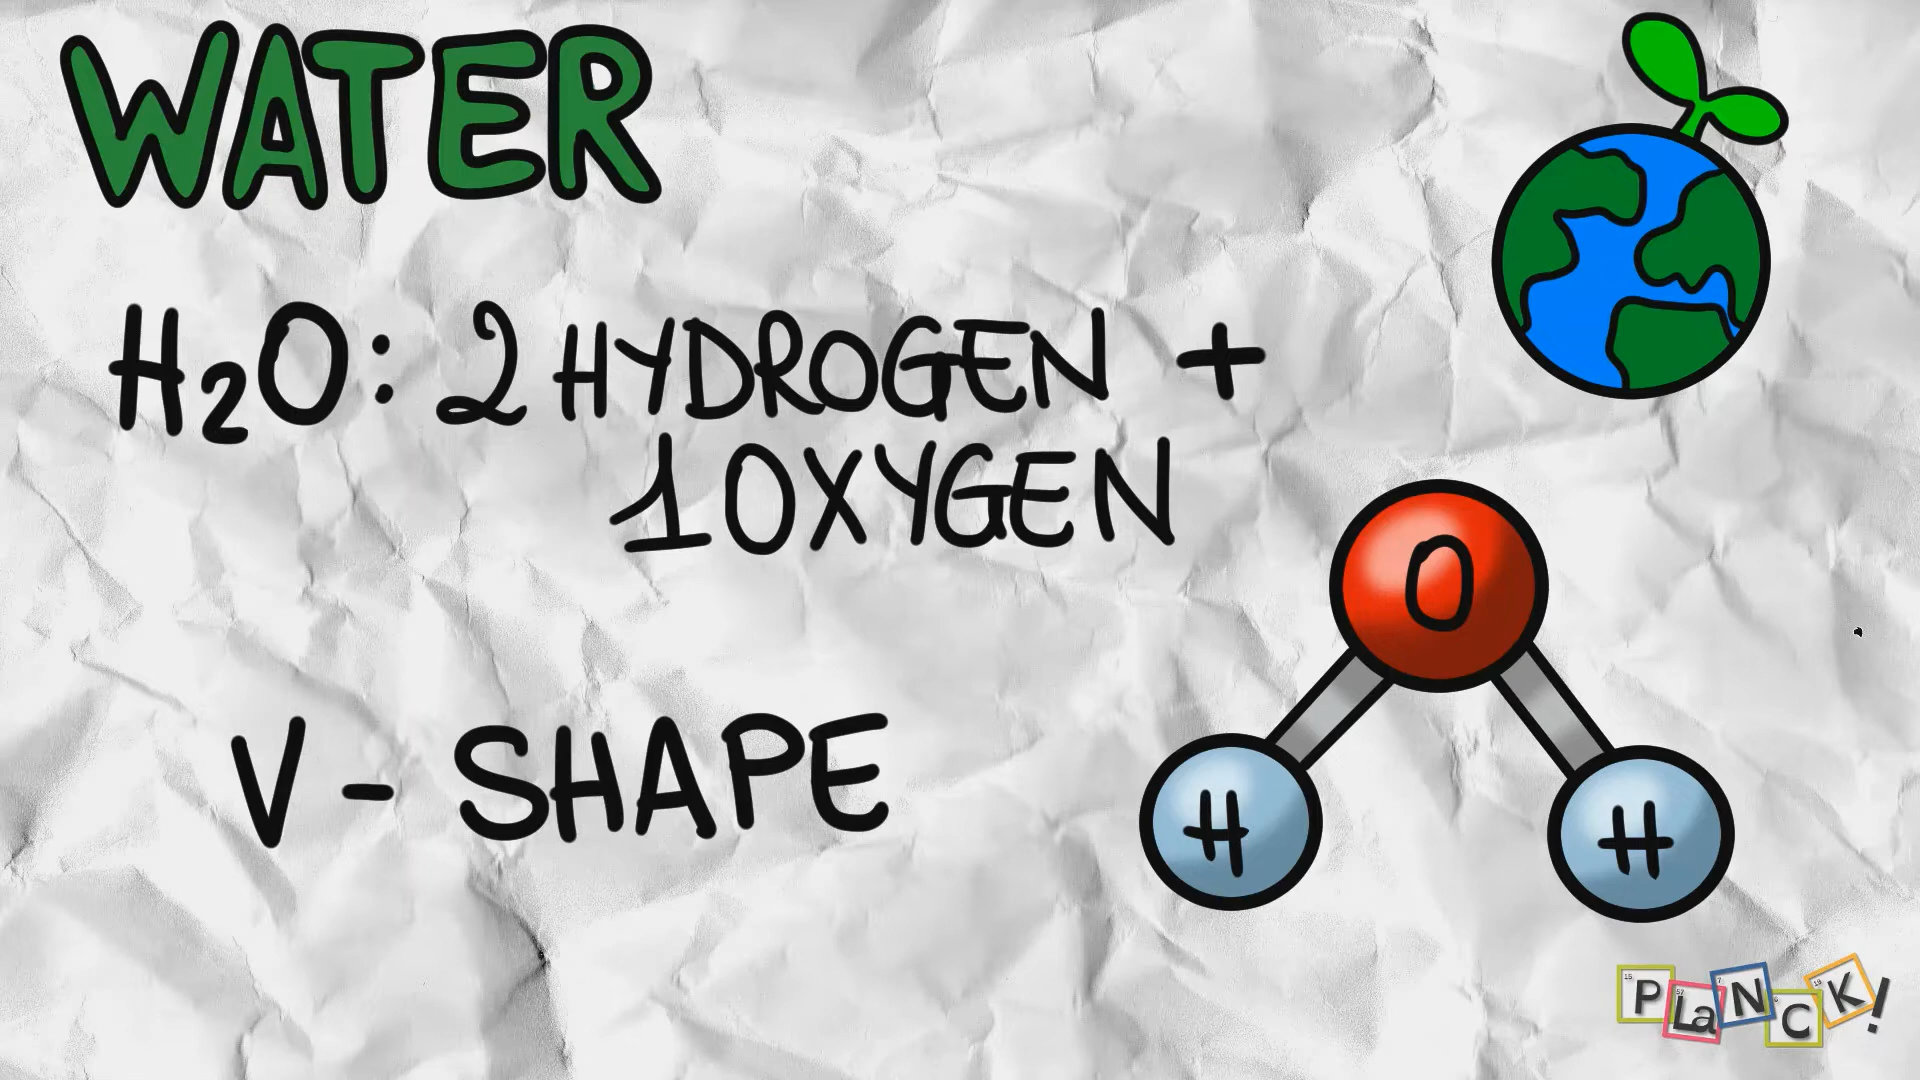 WATER
H₂O: 2 HYDROGEN +
1 OXYGEN
V - SHAPE
O
H H
PLaNCK!